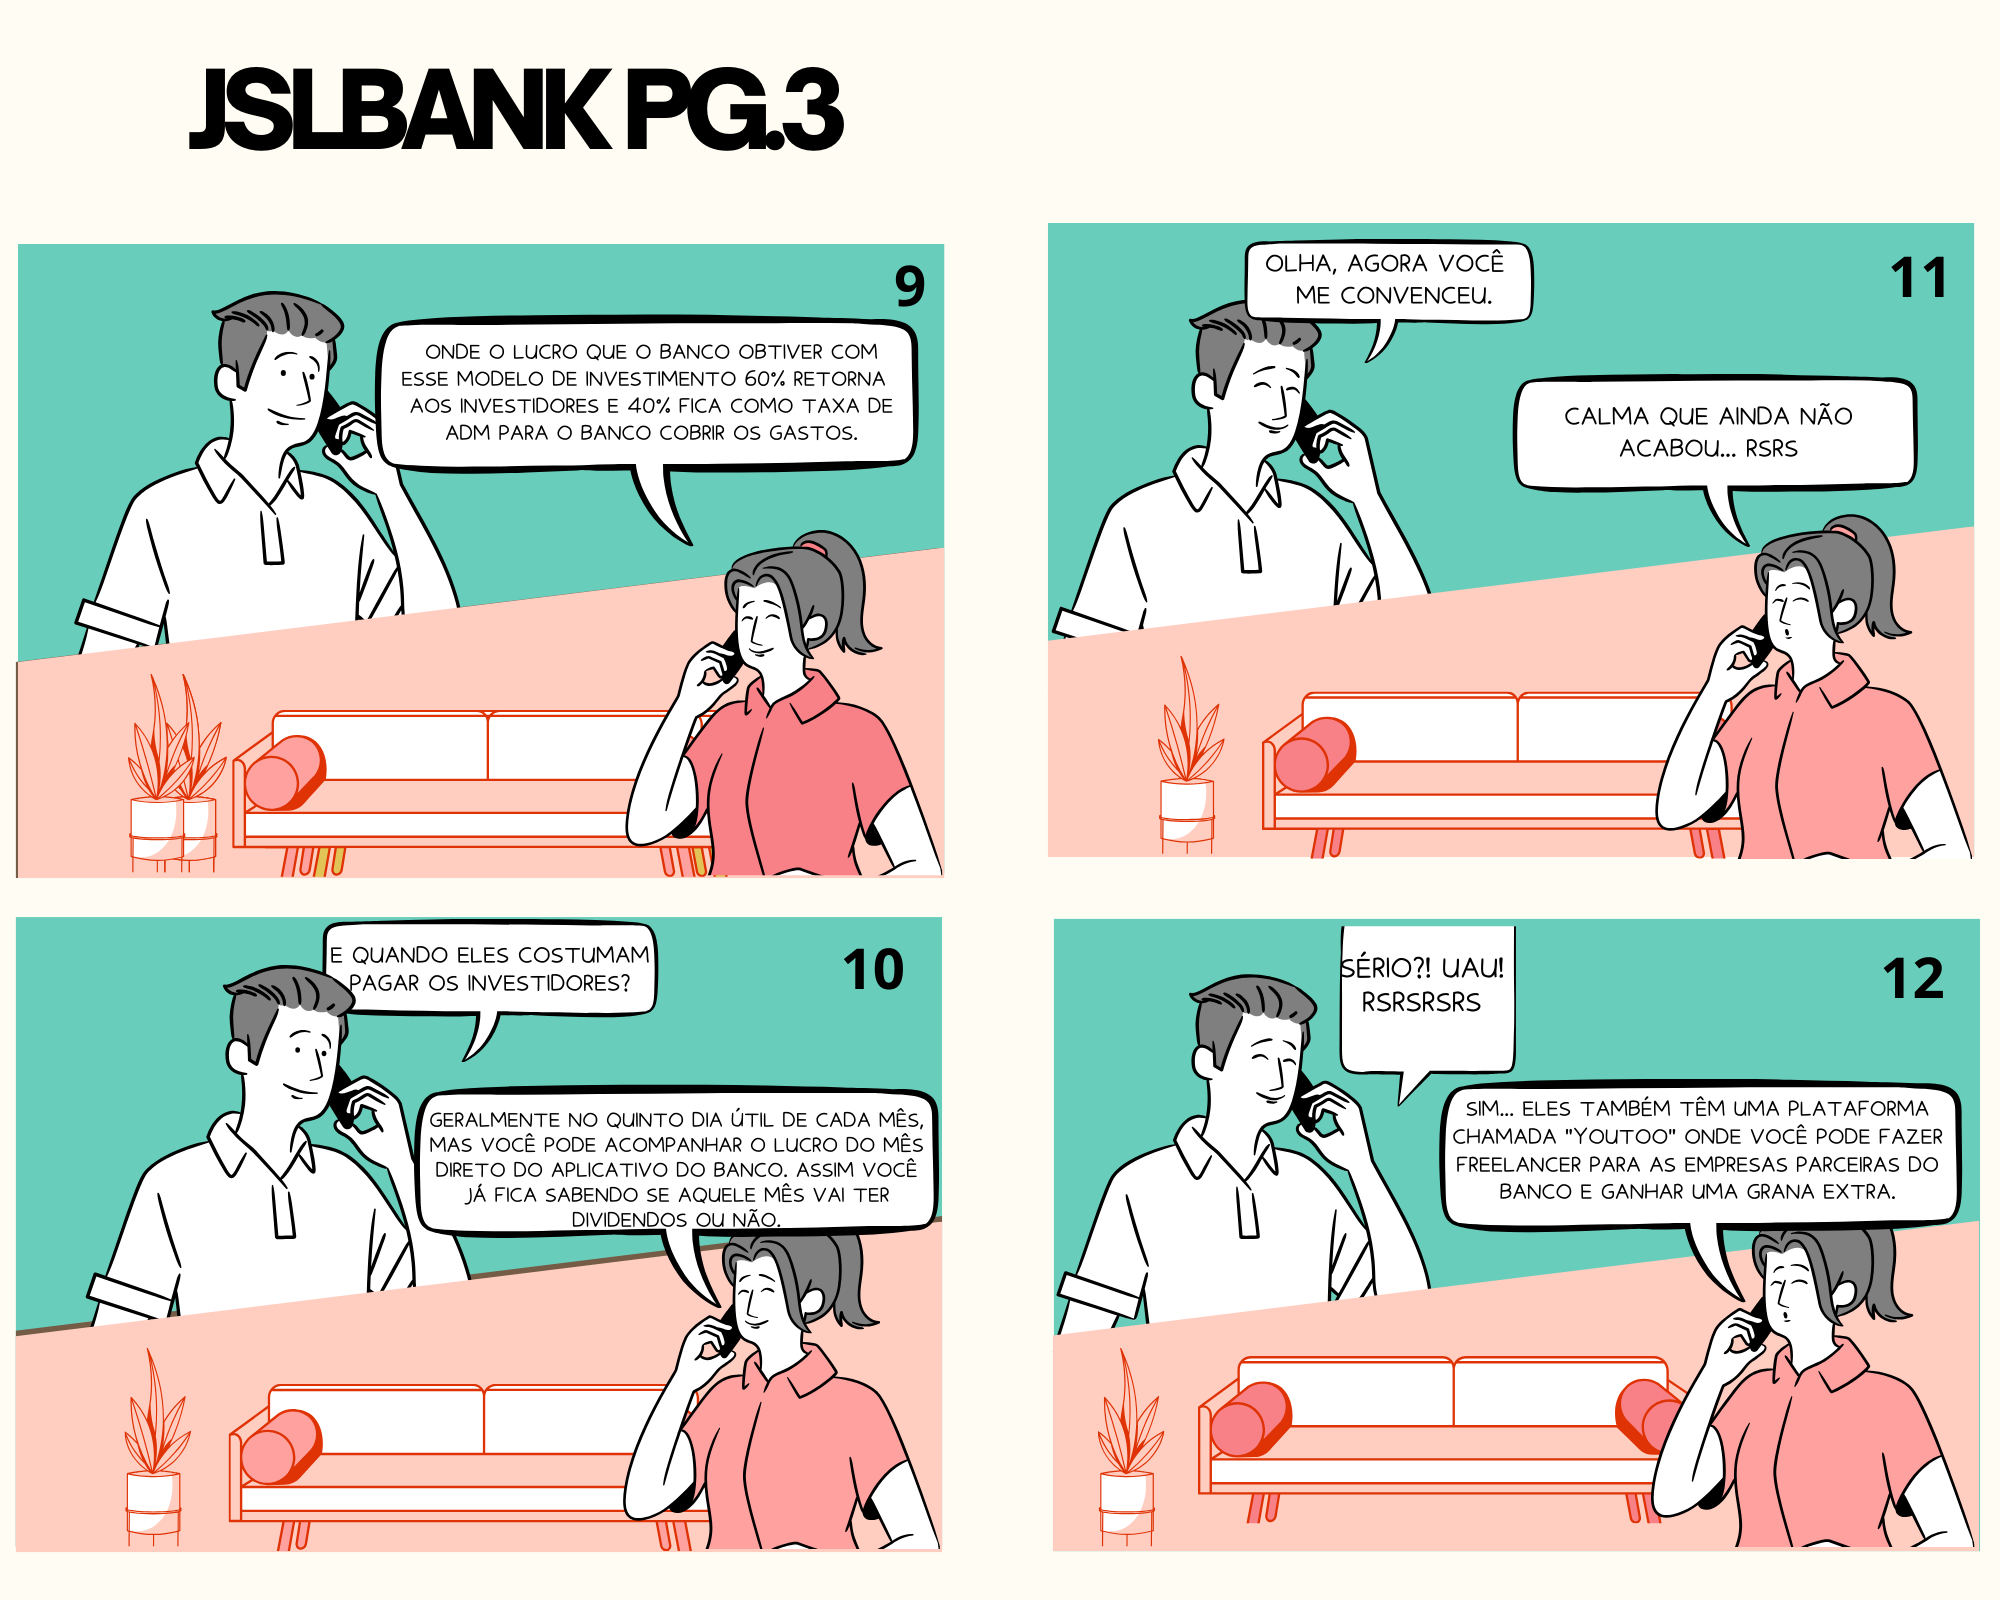 JSLBANK PG.3
9
ONDE O LUCRO QUE O BANCO OBTIVER COM
ESSE MODELO DE INVESTIMENTO 60% RETORNA
AOS INVESTIDORES E 40% FICA COMO TAXA DE
ADM PARA O BANCO COBRIR OS GASTOS.
10
E QUANDO ELES COSTUMAM
PAGAR OS INVESTIDORES?
GERALMENTE NO QUINTO DIA ÚTIL DE CADA MÊS,
MAS VOCÊ PODE ACOMPANHAR O LUCRO DO MÊS
DIRETO DO APLICATIVO DO BANCO. ASSIM VOCÊ
JÁ FICA SABENDO SE AQUELE MÊS VAI TER
DIVIDENDOS OU NÃO.
11
OLHA, AGORA VOCÊ
ME CONVENCEU.
CALMA QUE AINDA NÃO
ACABOU... RSRS
12
SÉRIO?! UAU!
RSRSRSRS
SIM... ELES TAMBÉM TÊM UMA PLATAFORMA
CHAMADA "YOUTOO" ONDE VOCÊ PODE FAZER
FREELANCER PARA AS EMPRESAS PARCEIRAS DO
BANCO E GANHAR UMA GRANA EXTRA.